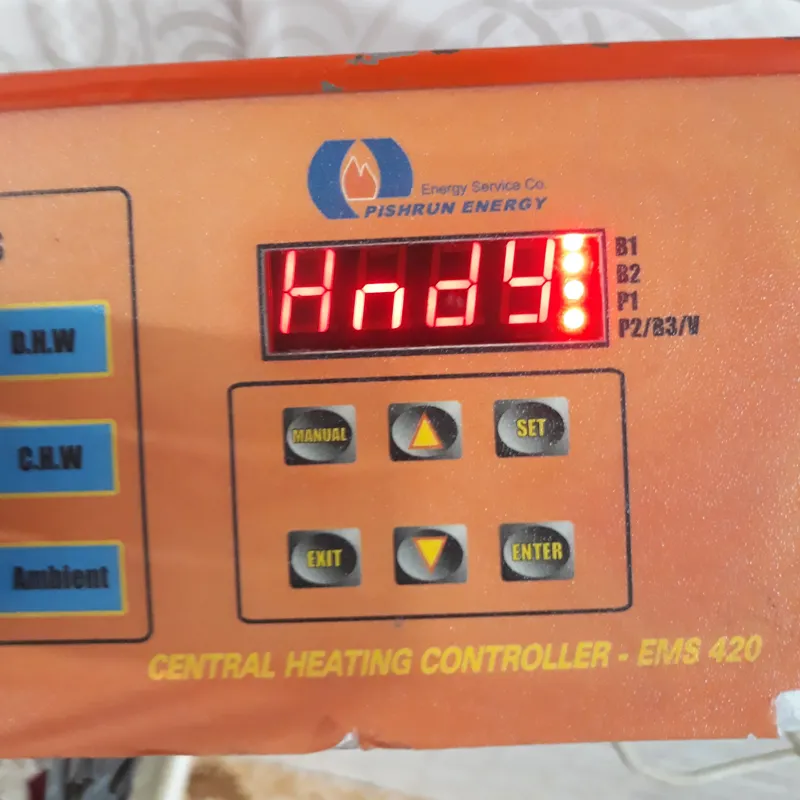 Energy Service Co.
PISHRUN ENERGY
Hndy
B1
B2
P1
P2/B3/V
D.H.W
C.H.W
Ambient
MANUAL
SET
EXIT
ENTER
CENTRAL HEATING CONTROLLER - EMS 420